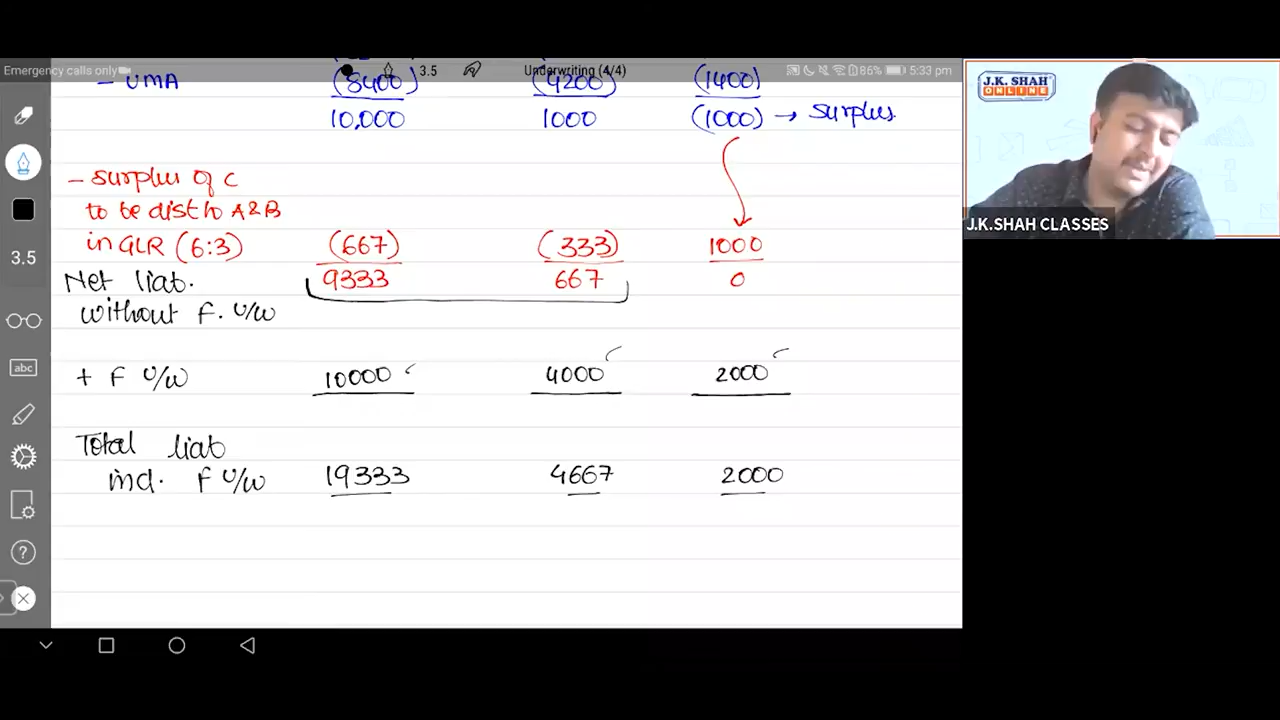 Emergency calls only 3.5 Underwriting (4/4) 86% 5:33 pm
- UMA (8400) (4200) (1400)
10,000 1000 (1000) → Surplus
- Surplus of C
to be dist to A&B
in GLR (6:3) (667) (333) 1000
Net liab. 9333 667 0
without F. U/W
+ F U/W 10000 4000 2000
Total liab
incl. F U/W 19333 4667 2000
3.5
abc
J.K. SHAH
ONLINE
J.K.SHAH CLASSES